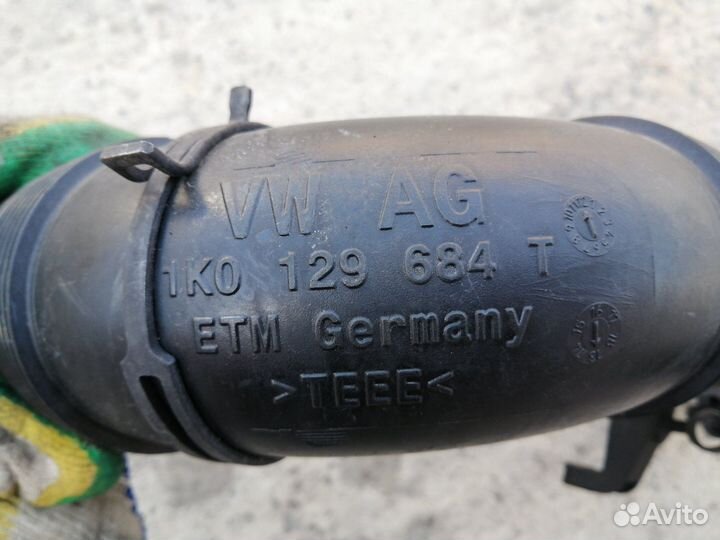 VW AG
1K0 129 684 T
ETM Germany
>TEEE<
Avito